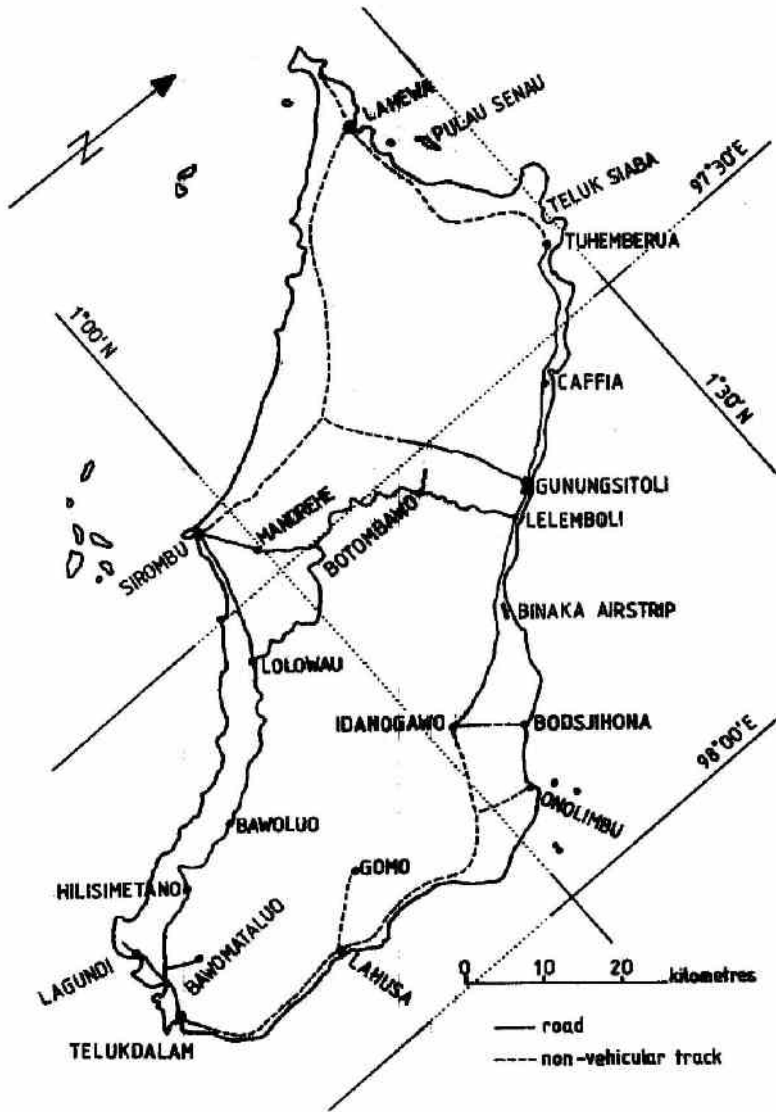 LAHEWA
PULAU SENAU
N
TELUK SIABA
97°30'E
TUHEMBERUA
1°00'N
CAFFIA
1°30'N
GUNUNGSITOLI
MANDREHE
LELEMBOLI
SIROMBU
BOTOMBAWO
BINAKA AIRSTRIP
LOLOWAU
IDANOGAWO
BODSJIHONA
98°00'E
ONOLIMBU
BAWOLUO
GOMO
HILISIMETANO
BAWOMATALUO
LAGUNDI
LAHUSA
0 10 20 kilometres
TELUKDALAM
road
non-vehicular track